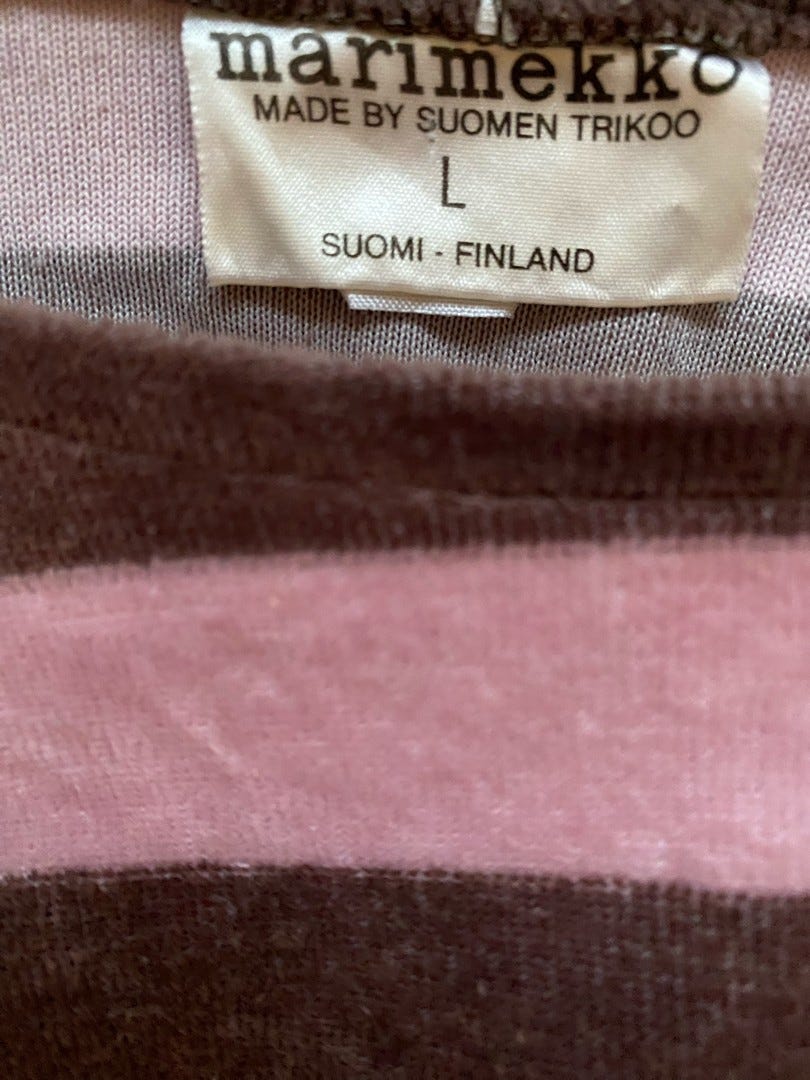 marimekko
MADE BY SUOMEN TRIKOO
L
SUOMI - FINLAND